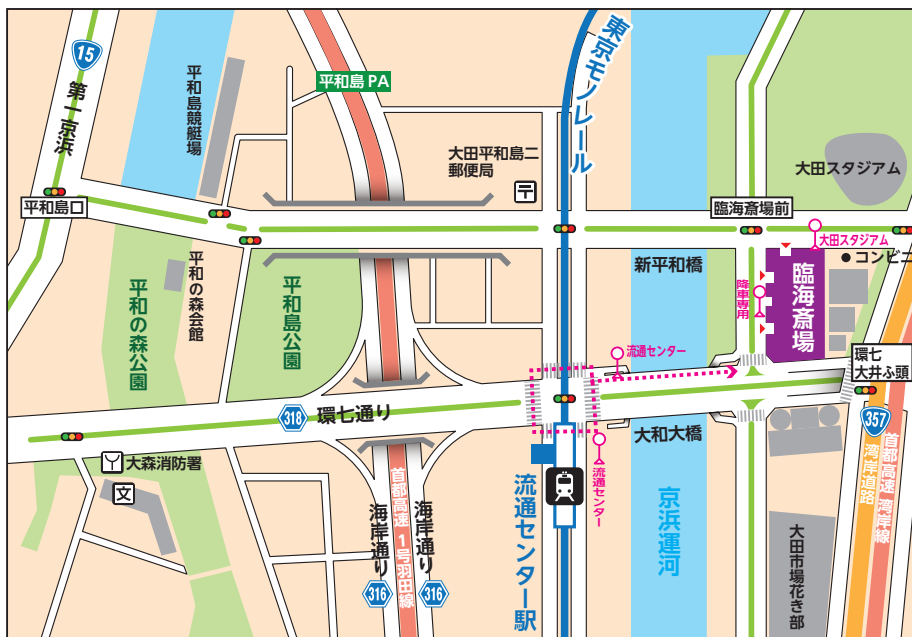 15
第一京浜
平和島競艇場
平和島 PA
東京モノレール
大田平和島二
郵便局
大田スタジアム
平和島口
臨海斎場前
大田スタジアム
コンビニ
平和の森会館
平和の森公園
平和島公園
新平和橋
降車専用
臨海斎場
流通センター
環七
大井ふ頭
318
環七通り
大和大橋
357
大森消防署
文
首都高速 1号羽田線
海岸通り
海岸通り
316
316
流通センター駅
流通センター
京浜運河
大田市場花き部
湾岸道路
首都高速 湾岸線